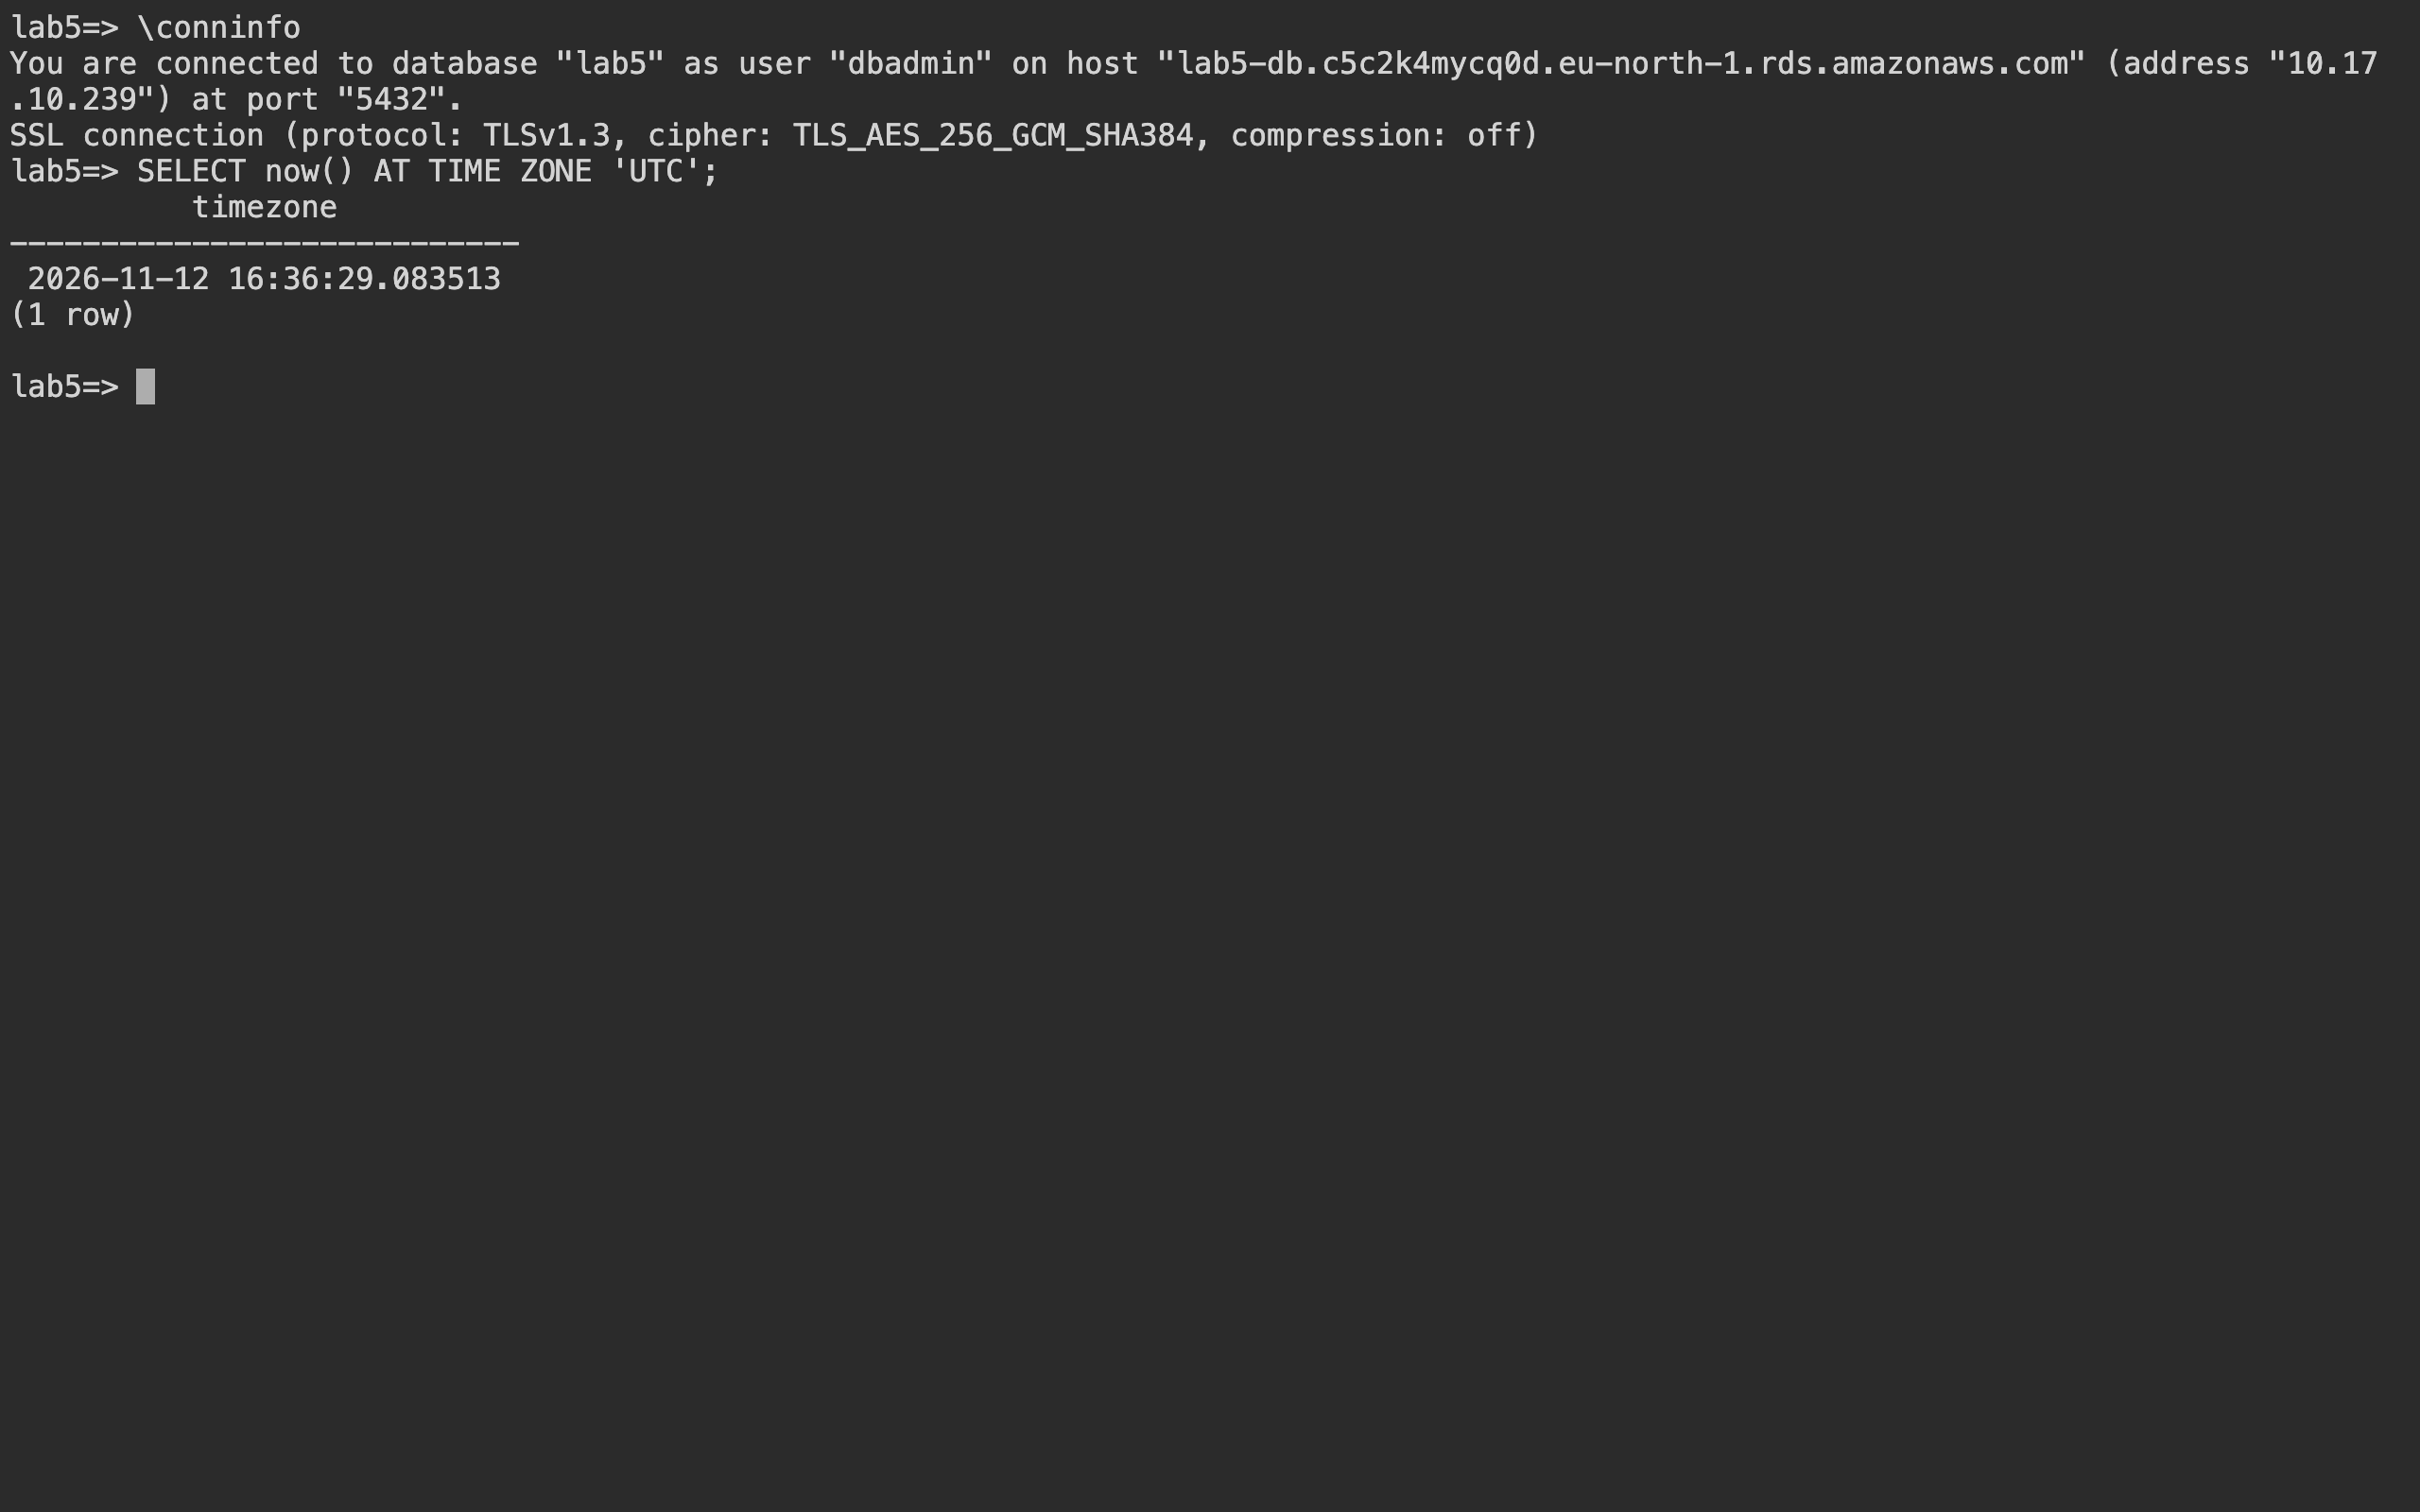 lab5=> \conninfo
You are connected to database "lab5" as user "dbadmin" on host "lab5-db.c5c2k4mycq0d.eu-north-1.rds.amazonaws.com" (address "10.17
.10.239") at port "5432".
SSL connection (protocol: TLSv1.3, cipher: TLS_AES_256_GCM_SHA384, compression: off)
lab5=> SELECT now() AT TIME ZONE 'UTC';
          timezone
----------------------------
 2026-11-12 16:36:29.083513
(1 row)

lab5=>